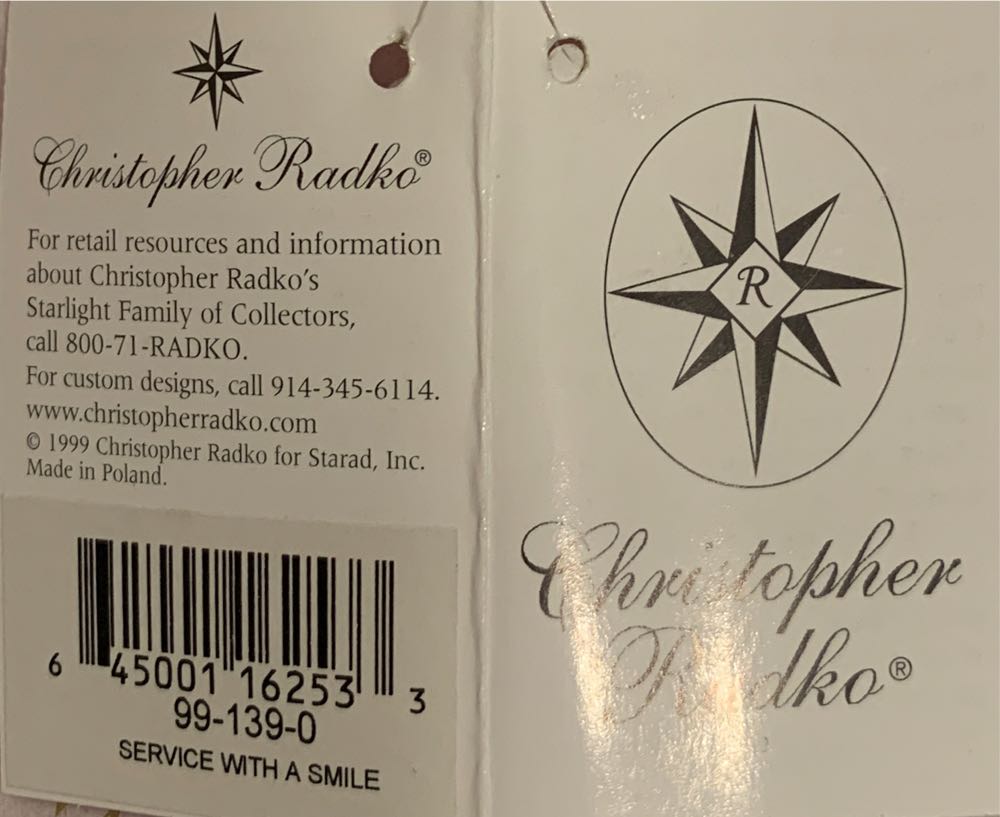 Christopher Radko®
For retail resources and information
about Christopher Radko's
Starlight Family of Collectors,
call 800-71-RADKO.
For custom designs, call 914-345-6114.
www.christopherradko.com
© 1999 Christopher Radko for Starad, Inc.
Made in Poland.
6 45001 16253 3
99-139-0
SERVICE WITH A SMILE
R
Christopher
Radko®